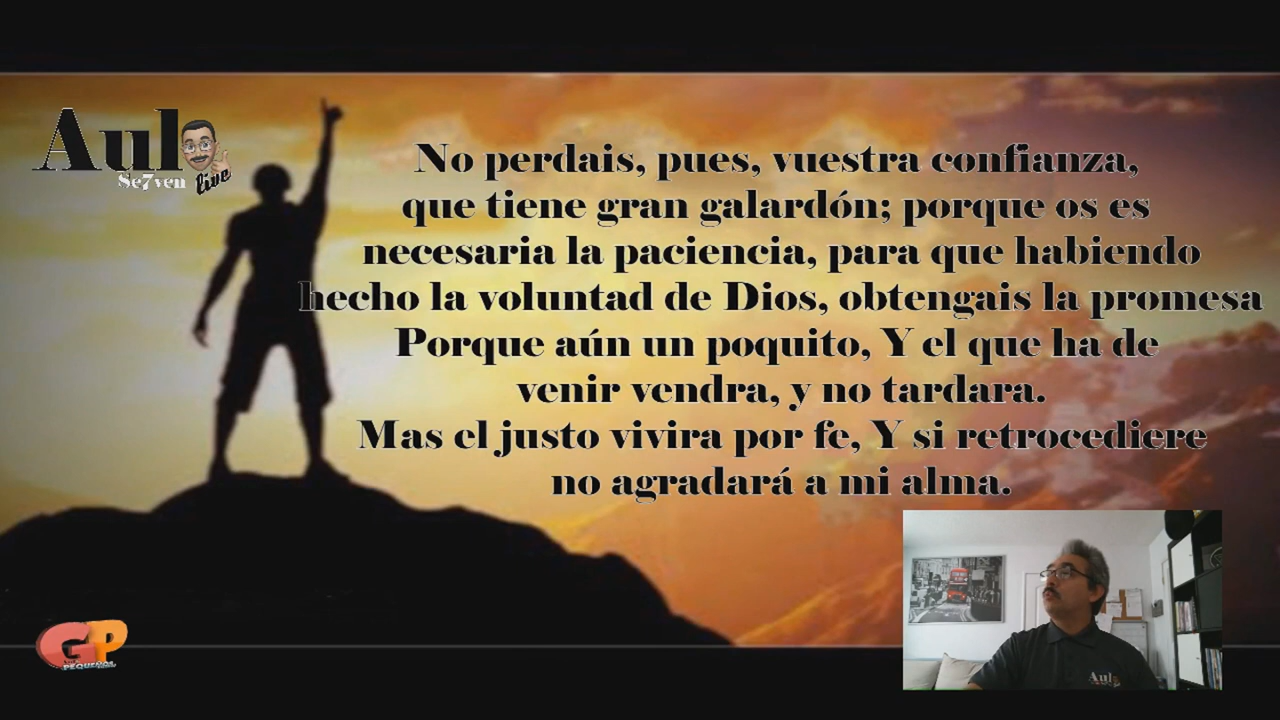 Aul
Se7ven live
No perdais, pues, vuestra confianza,
que tiene gran galardón; porque os es
necesaria la paciencia, para que habiendo
hecho la voluntad de Dios, obtengais la promesa
Porque aún un poquito, Y el que ha de
venir vendra, y no tardara.
Mas el justo vivira por fe, Y si retrocediere
no agradará a mi alma.
GP
PEQUEÑOS
Aul